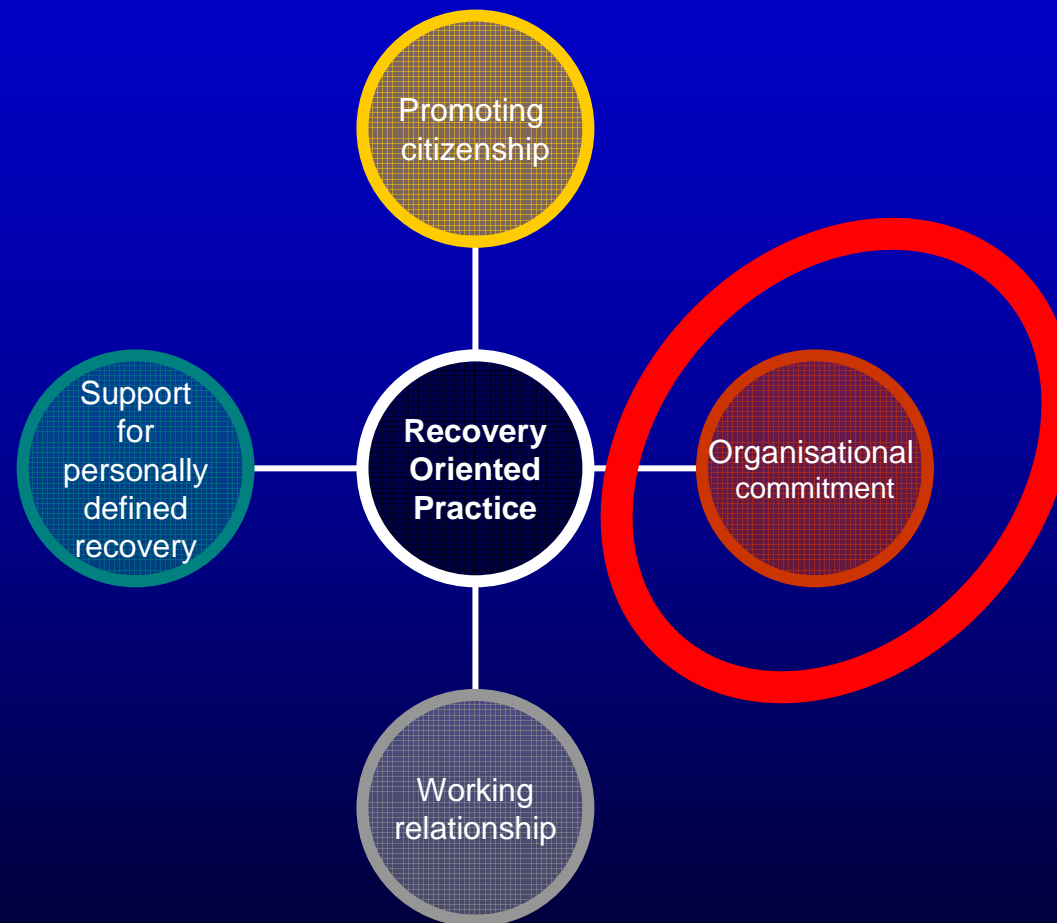 Promoting
citizenship
Support
for
personally
defined
recovery
Recovery
Oriented
Practice
Organisational
commitment
Working
relationship